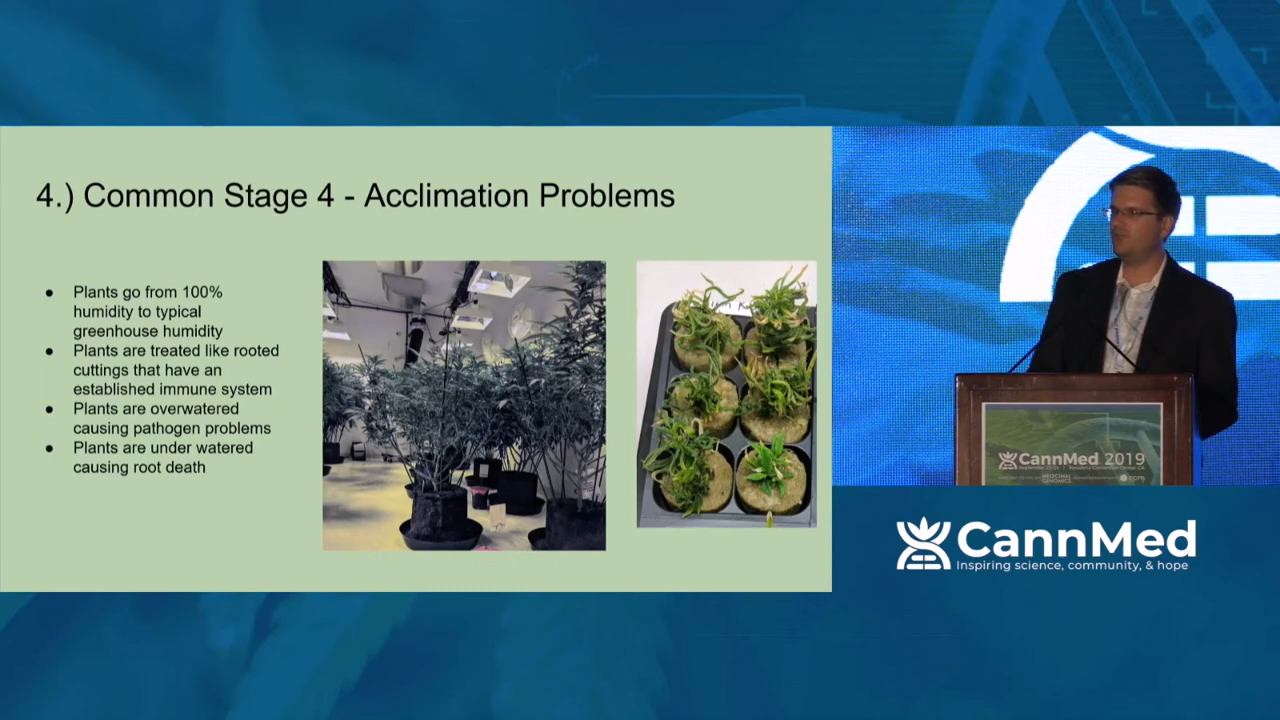 4.) Common Stage 4 - Acclimation Problems
● Plants go from 100%
humidity to typical
greenhouse humidity
● Plants are treated like rooted
cuttings that have an
established immune system
● Plants are overwatered
causing pathogen problems
● Plants are under watered
causing root death
CannMed 2019
MEDICINAL
GENOMICS
CannMed
Inspiring science, community, & hope